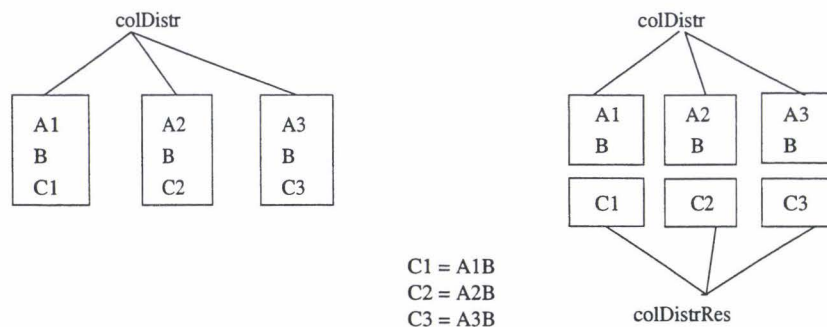 colDistr
A1
B
C1
A2
B
C2
A3
B
C3
colDistr
A1
B
A2
B
A3
B
C1
C2
C3
colDistrRes
C1 = A1B
C2 = A2B
C3 = A3B